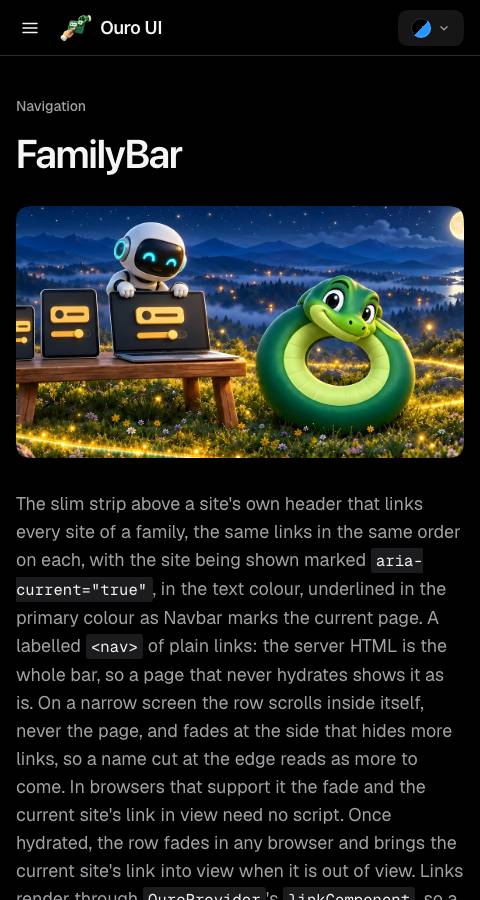 Ouro UI
Navigation
FamilyBar
The slim strip above a site's own header that links
every site of a family, the same links in the same order
on each, with the site being shown marked aria-
current="true", in the text colour, underlined in the
primary colour as Navbar marks the current page. A
labelled <nav> of plain links: the server HTML is the
whole bar, so a page that never hydrates shows it as
is. On a narrow screen the row scrolls inside itself,
never the page, and fades at the side that hides more
links, so a name cut at the edge reads as more to
come. In browsers that support it the fade and the
current site's link in view need no script. Once
hydrated, the row fades in any browser and brings the
current site's link into view when it is out of view. Links
render through OuroProvider's linkComponent, so a